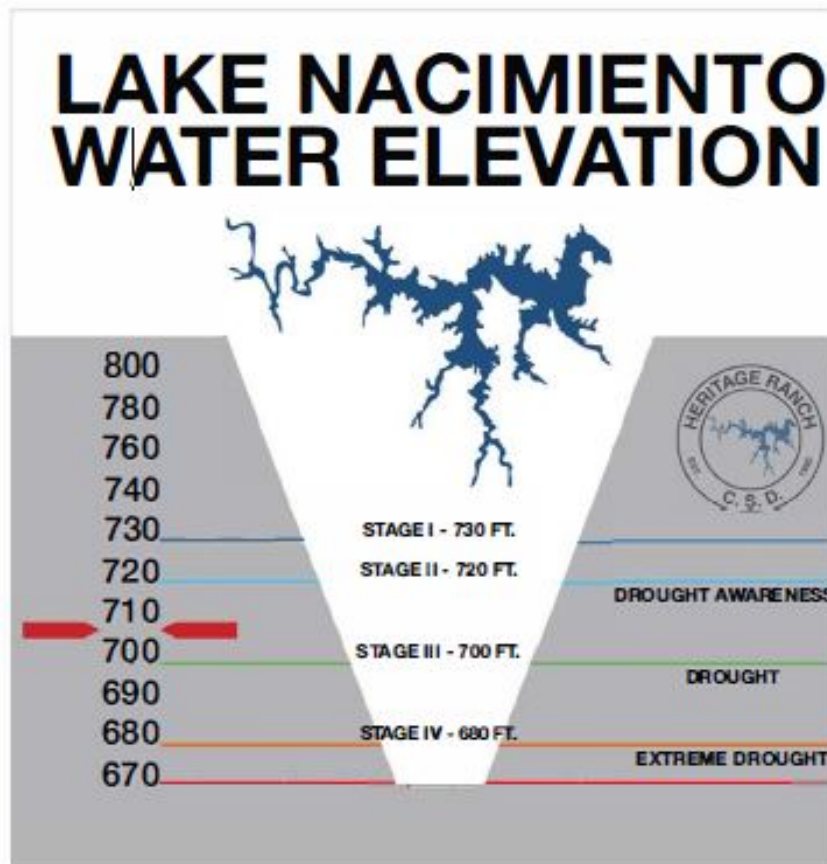 LAKE NACIMIENTO
WATER ELEVATION
800
780
760
740
730
720
710
700
690
680
670
STAGE I - 730 FT.
STAGE II - 720 FT.
STAGE III - 700 FT.
STAGE IV - 680 FT.
HERITAGE RANCH
C. S. D.
DROUGHT AWARENESS
DROUGHT
EXTREME DROUGHT